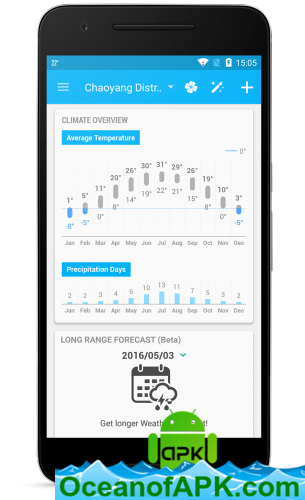 22° 15:05
Chaoyang Distr..
CLIMATE OVERVIEW
Average Temperature
0°
1° 5° 11° 20° 26° 30° 31° 29° 26° 19° 10° 3°
-8° -5° 0° 8° 14° 19° 22° 21° 15° 8° 0° -5°
Jan Feb Mar Apr May Jun Jul Aug Sep Oct Nov Dec
Precipitation Days
2 2 3 4 6 10 13 11 7 5 3 2
Jan Feb Mar Apr May Jun Jul Aug Sep Oct Nov Dec
LONG RANGE FORECAST (Beta)
2016/05/03
Get longer Weath
t!
apk
OceanofAPK.com